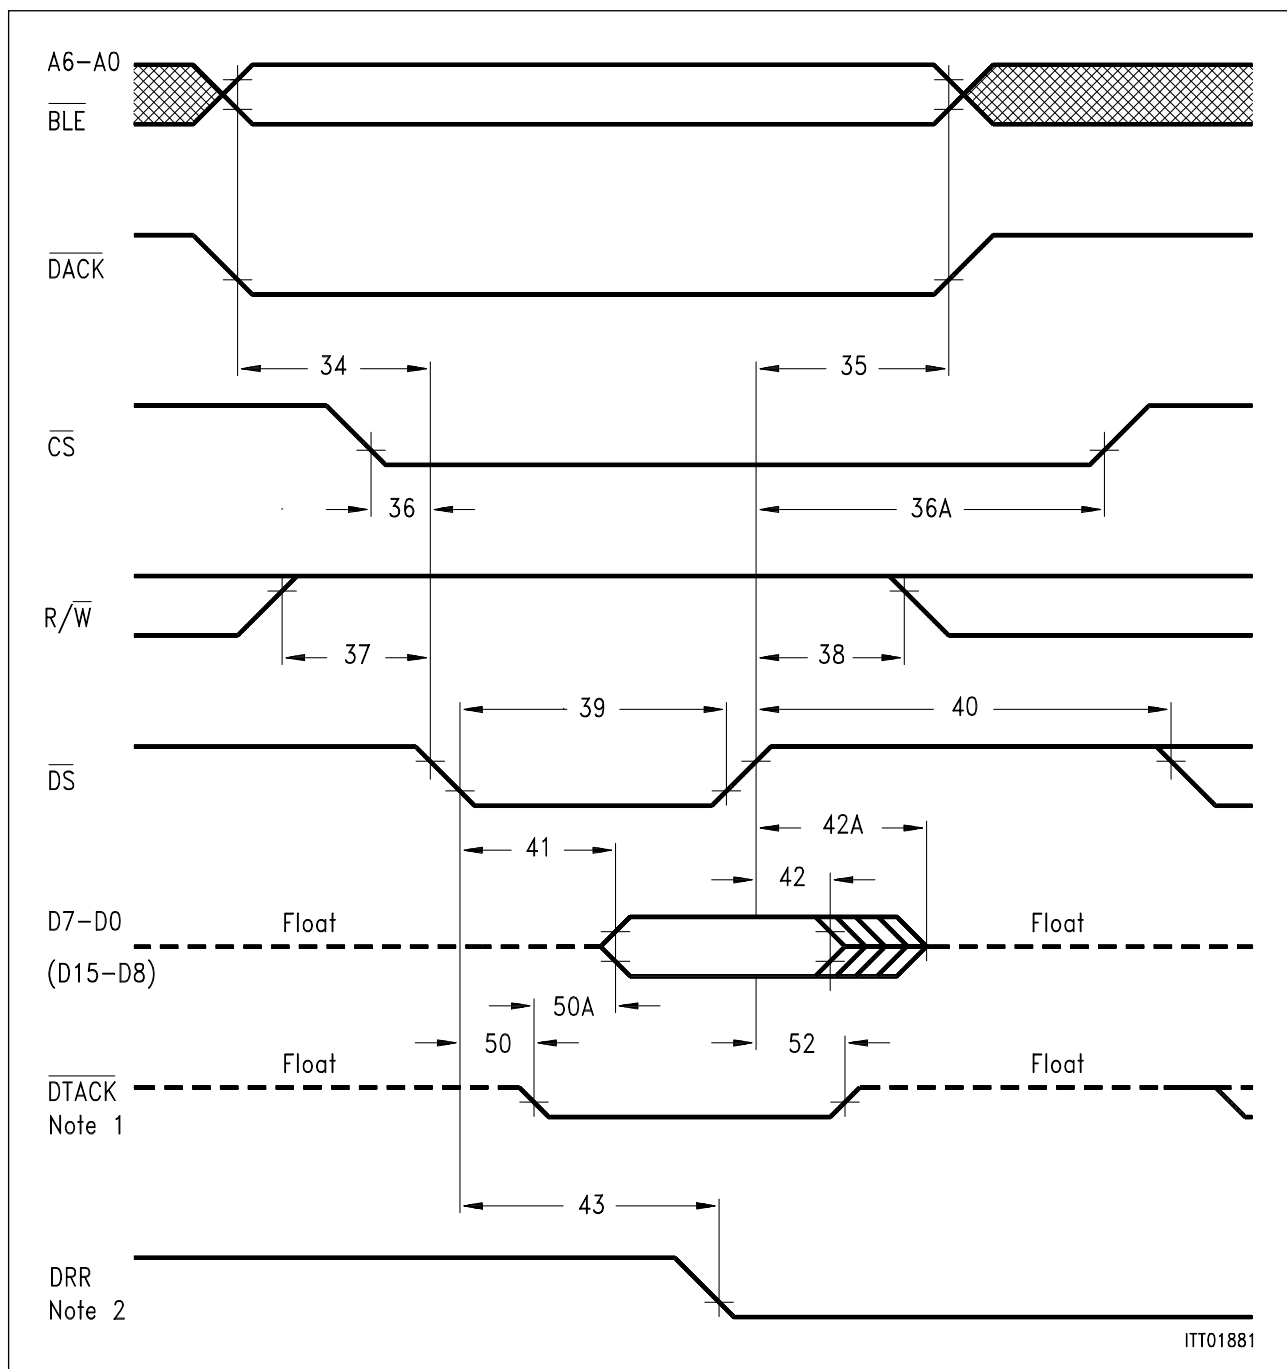 A6-A0
BLE
DACK
34
35
CS
36
36A
R/W
37
38
39
40
DS
42A
41
42
D7-D0
Float
Float
(D15-D8)
50A
50
52
Float
Float
DTACK
Note 1
43
DRR
Note 2
ITT01881